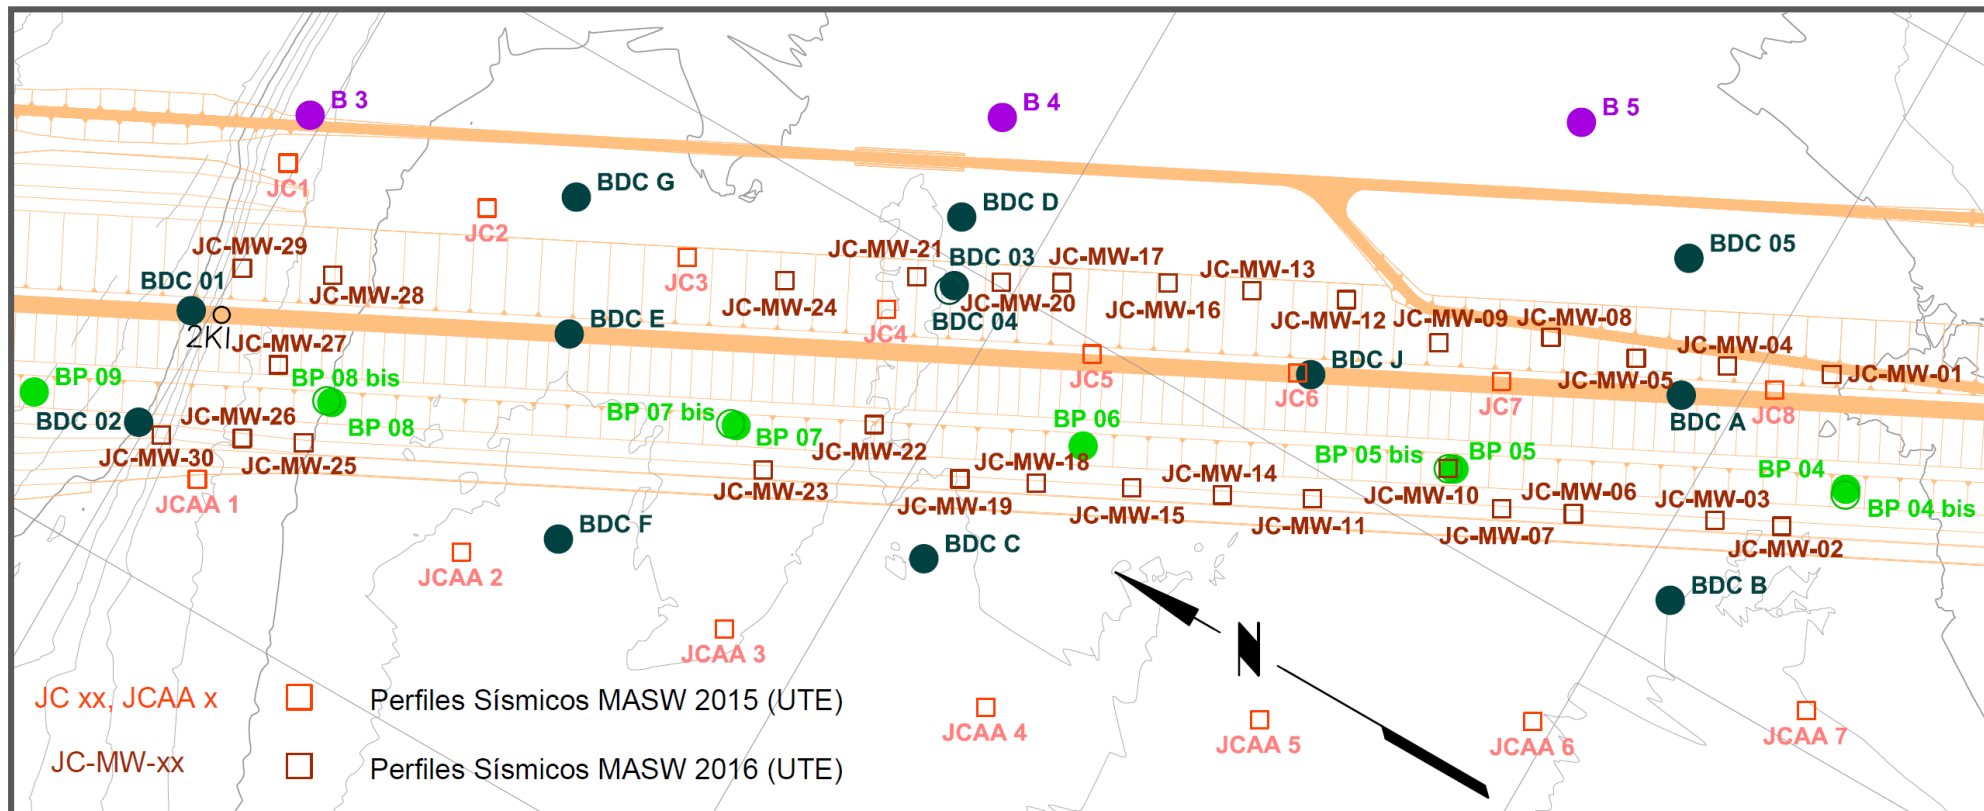 B 3
B 4
B 5
JC1
BDC G
JC2
BDC D
BDC 05
JC-MW-29
JC-MW-21
BDC 03
JC-MW-17
JC-MW-13
BDC 01
JC-MW-28
JC3
JC-MW-24
JC4
JC-MW-20
JC-MW-16
JC-MW-12
JC-MW-09
JC-MW-08
BDC 04
2KI
JC-MW-27
BDC E
JC-MW-04
JC5
JC6
BDC J
JC7
JC-MW-05
JC8
JC-MW-01
BP 09
BP 08 bis
BDC A
BDC 02
JC-MW-26
BP 08
BP 07 bis
BP 07
BP 06
BP 05 bis
BP 05
JC-MW-30
JC-MW-25
JC-MW-22
JC-MW-18
JC-MW-14
BP 04
JCAA 1
JC-MW-23
JC-MW-19
JC-MW-15
JC-MW-11
JC-MW-10
JC-MW-06
JC-MW-03
BP 04 bis
JC-MW-07
JC-MW-02
BDC F
BDC C
JCAA 2
BDC B
JCAA 3
N
JC xx, JCAA x
Perfiles Sísmicos MASW 2015 (UTE)
JCAA 4
JCAA 5
JCAA 6
JCAA 7
JC-MW-xx
Perfiles Sísmicos MASW 2016 (UTE)